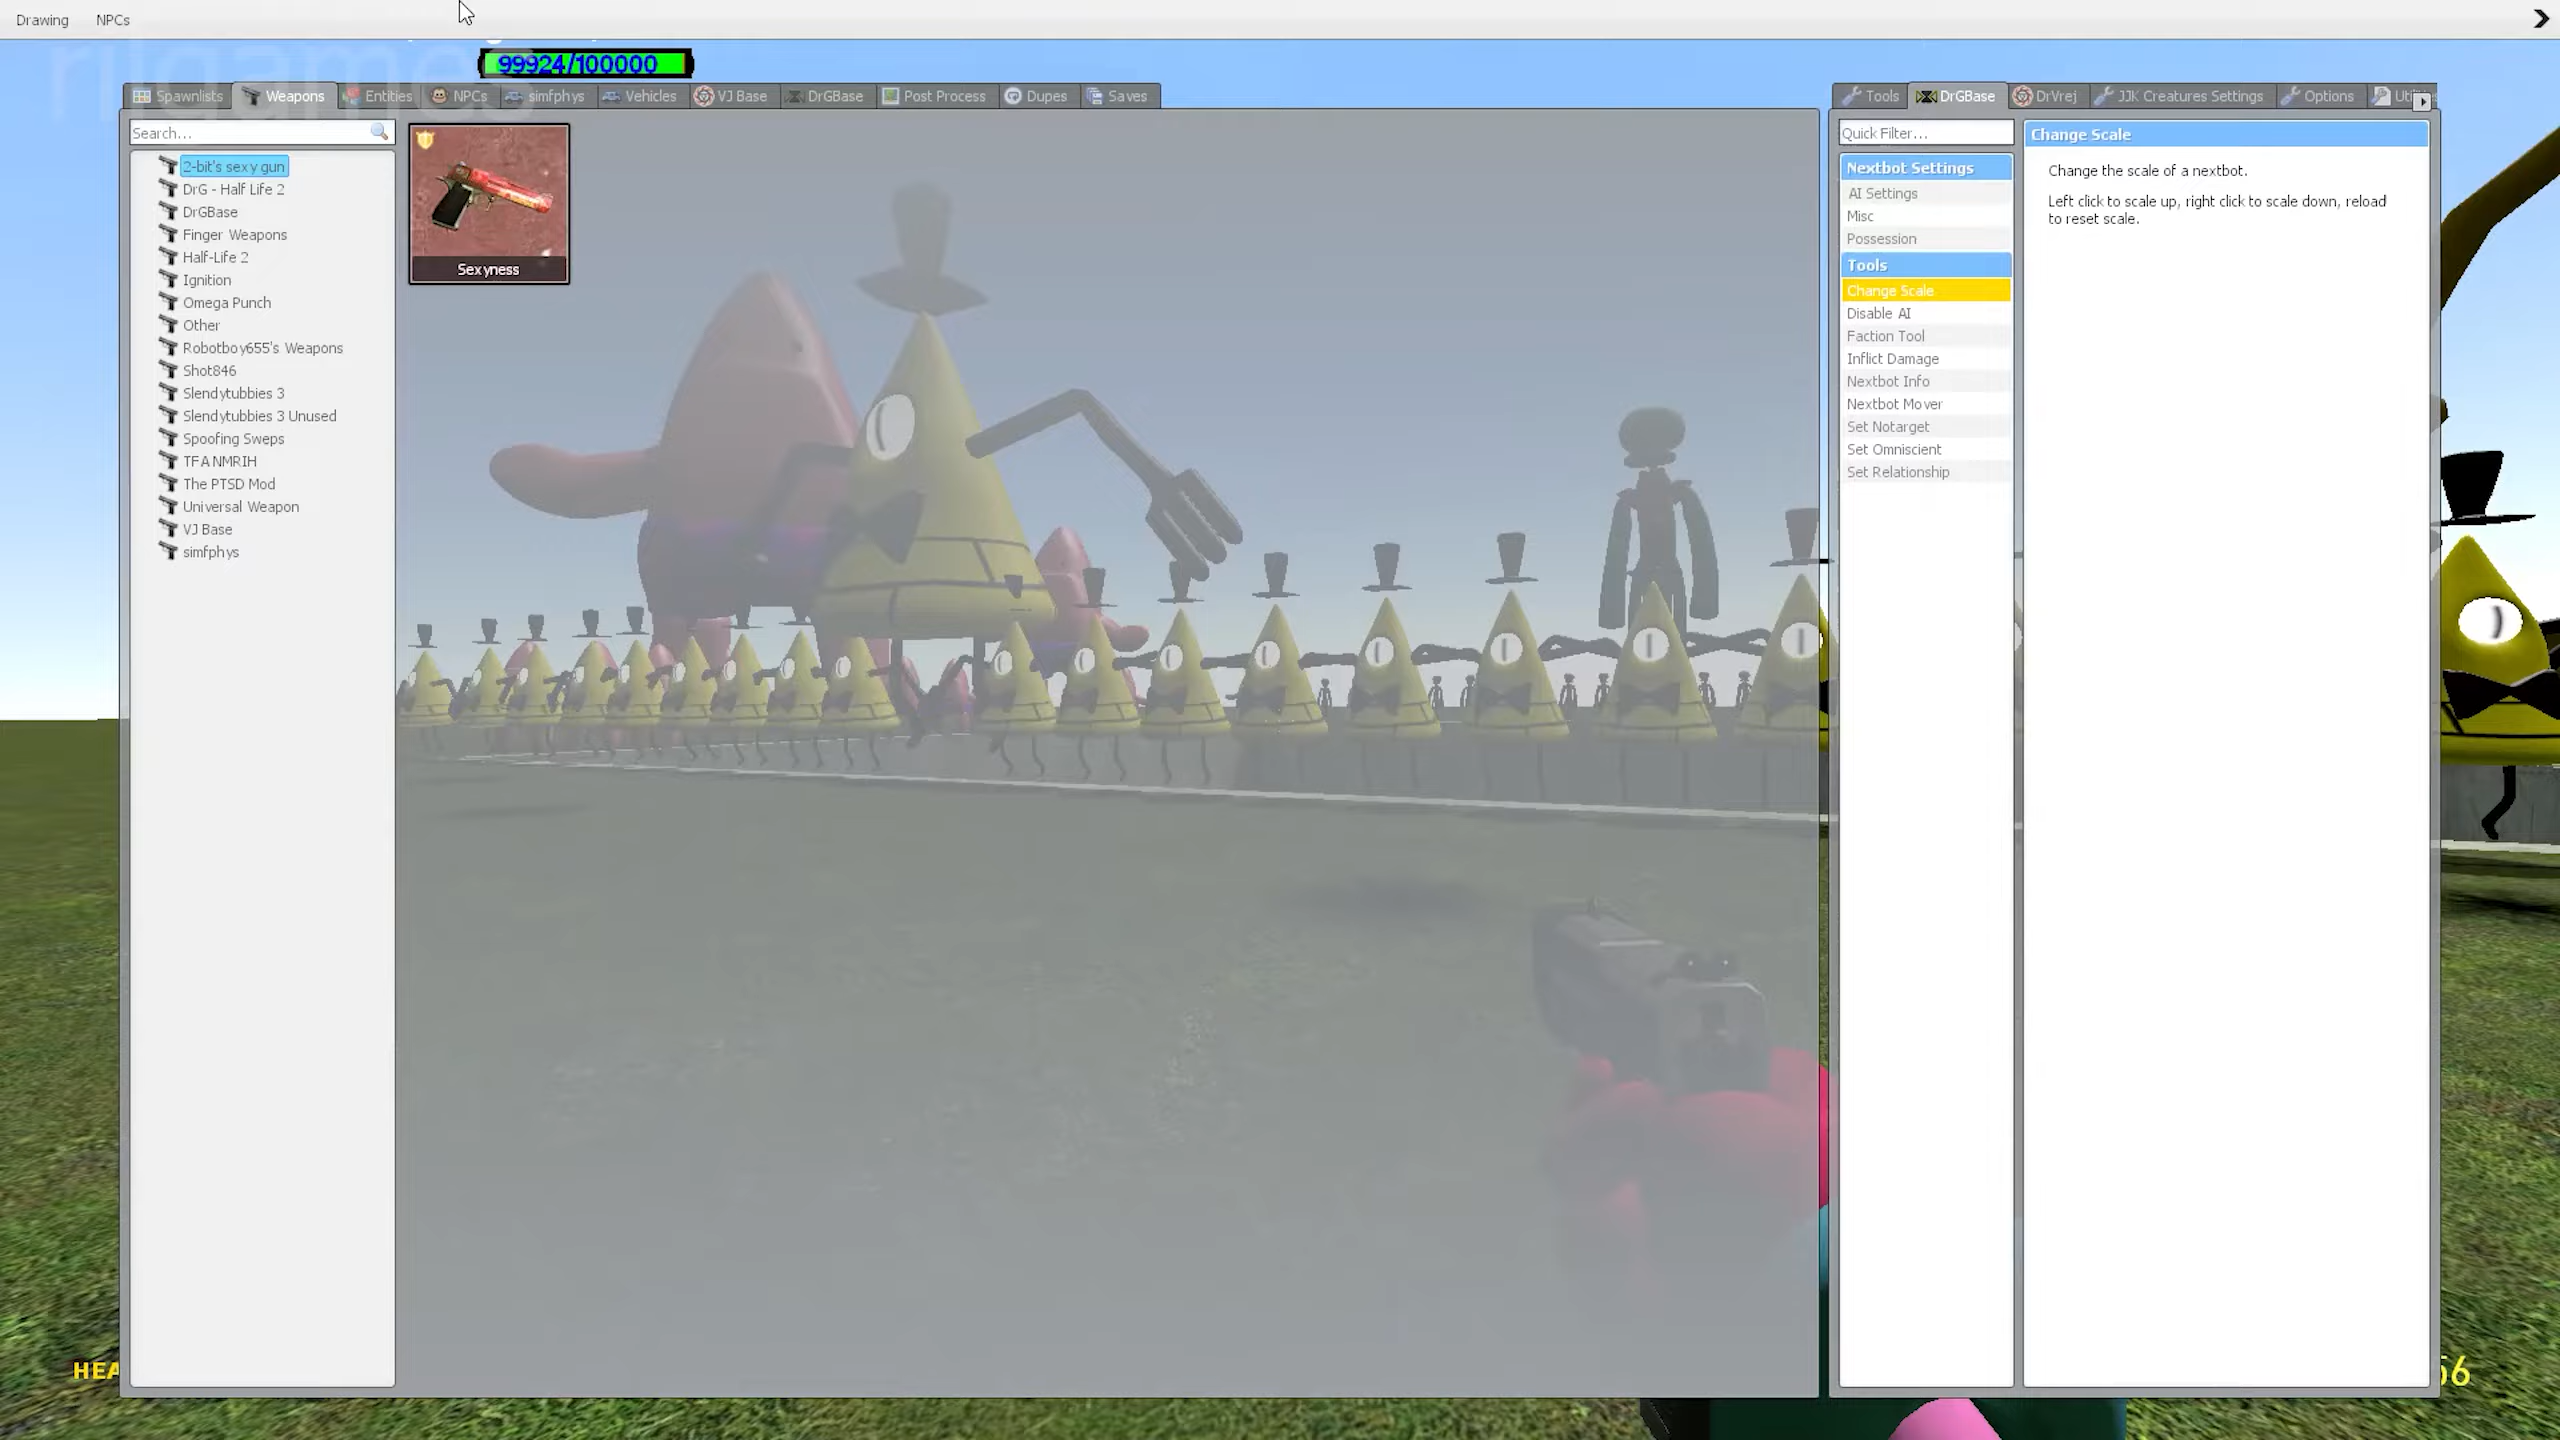 Drawing NPCs
rijgames
99924/100000
Spawnlists Weapons Entities NPCs simfphys Vehicles VJ Base DrGBase Post Process Dupes Saves
Search...
2-bit's sexy gun
DrG - Half Life 2
DrGBase
Finger Weapons
Half-Life 2
Ignition
Omega Punch
Other
Robotboy655's Weapons
Shot846
Slendytubbies 3
Slendytubbies 3 Unused
Spoofing Sweps
TFA NMRIH
The PTSD Mod
Universal Weapon
VJ Base
simfphys
Sexyness
Tools DrGBase DrVrej JJK Creatures Settings Options Uti
Quick Filter...
Nextbot Settings
AI Settings
Misc
Possession
Tools
Change Scale
Disable AI
Faction Tool
Inflict Damage
Nextbot Info
Nextbot Mover
Set Notarget
Set Omniscient
Set Relationship
Change Scale
Change the scale of a nextbot.
Left click to scale up, right click to scale down, reload
to reset scale.
HEA
56